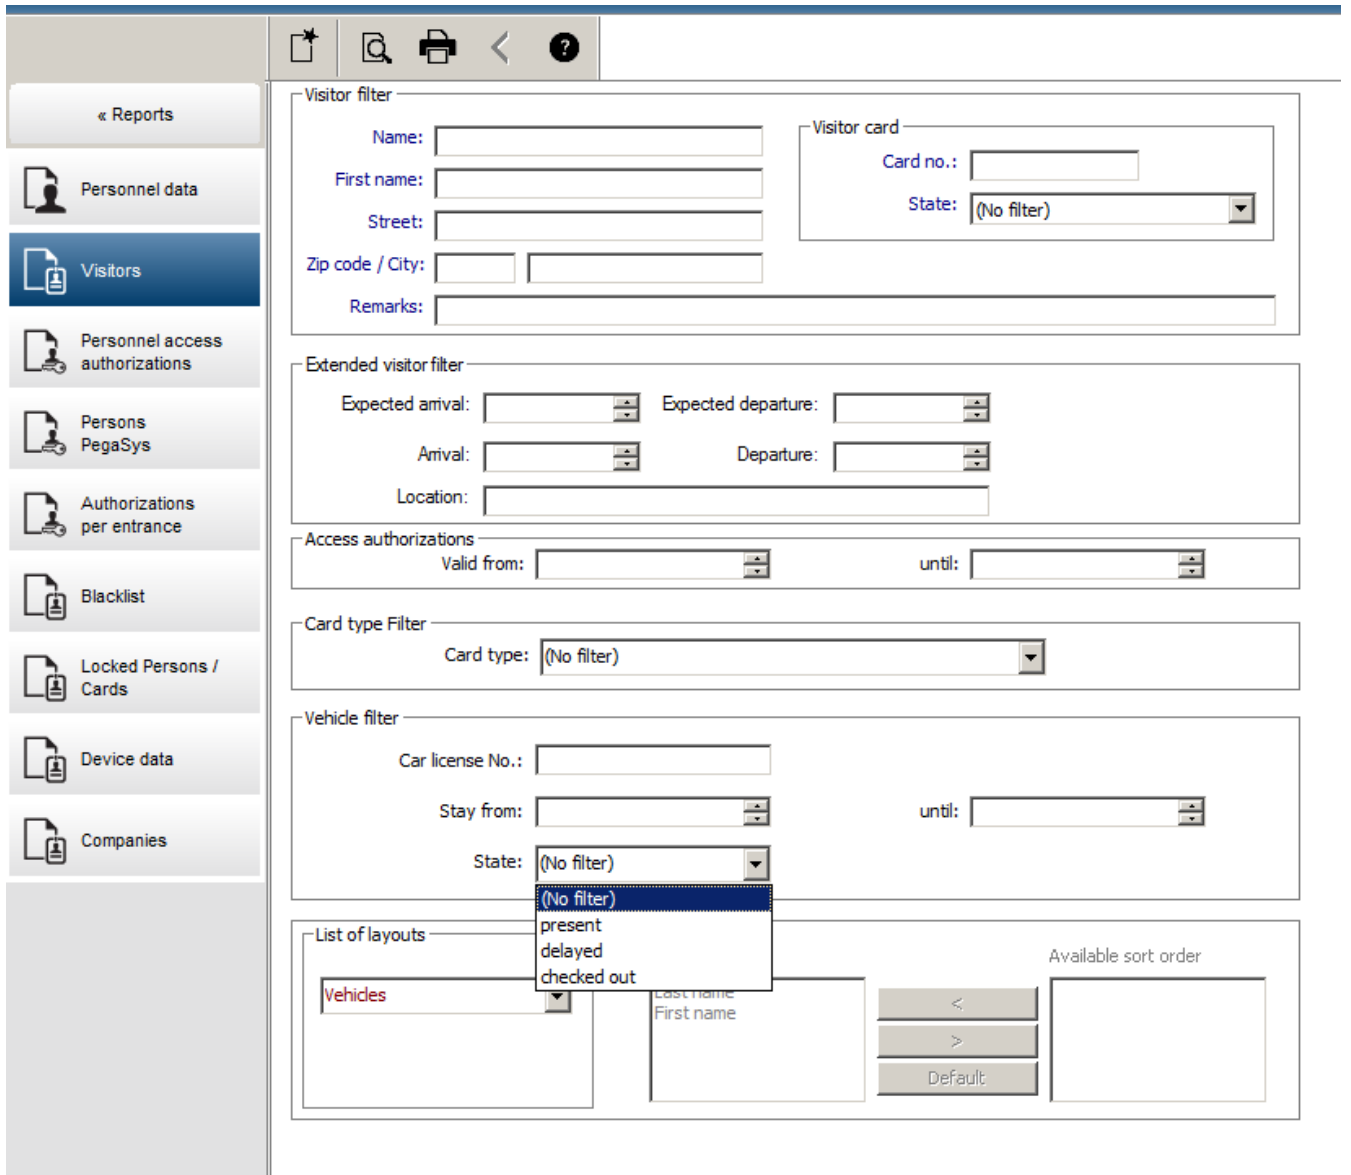 « Reports
Personnel data
Visitors
Personnel access
authorizations
Persons
PegaSys
Authorizations
per entrance
Blacklist
Locked Persons /
Cards
Device data
Companies
?
Visitor filter
Name:
First name:
Street:
Zip code / City:
Remarks:
Visitor card
Card no.:
State: (No filter)
Extended visitor filter
Expected arrival: Expected departure:
Arrival: Departure:
Location:
Access authorizations
Valid from: until:
Card type Filter
Card type: (No filter)
Vehicle filter
Car license No.:
Stay from: until:
State: (No filter)
(No filter)
present
delayed
checked out
List of layouts
Vehicles
Last name
First name
<
>
Default
Available sort order